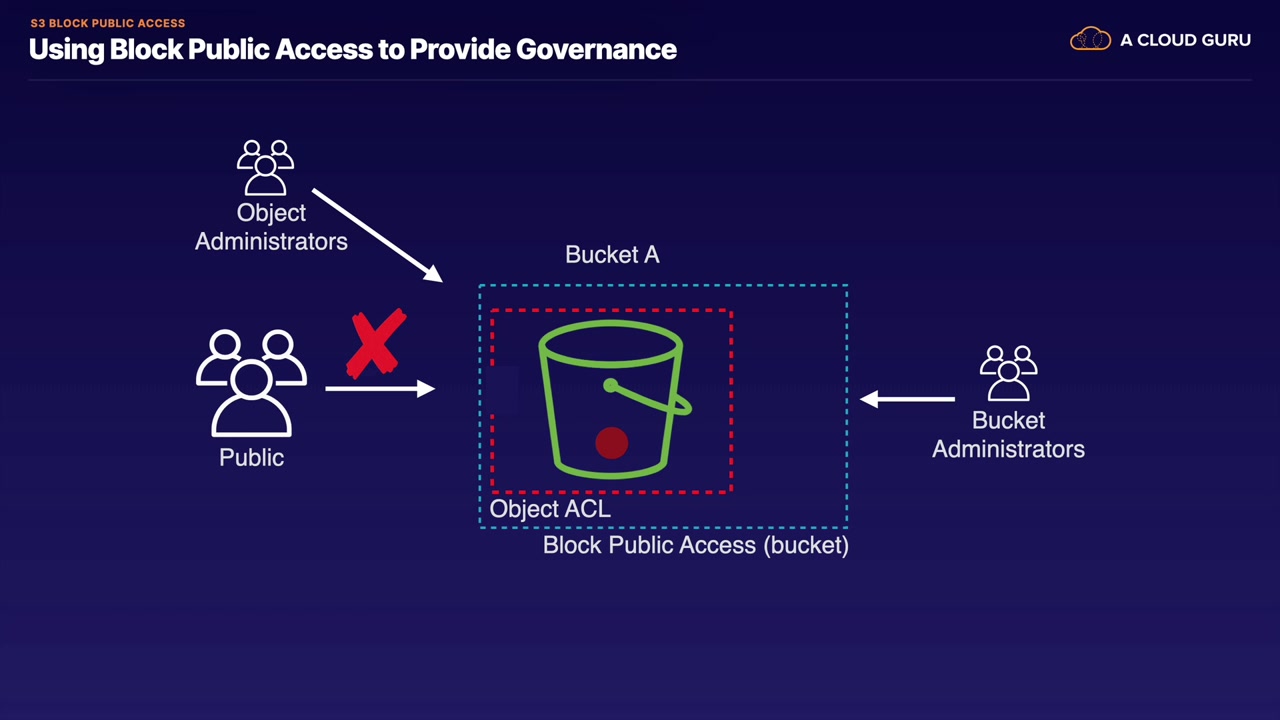 S3 BLOCK PUBLIC ACCESS
Using Block Public Access to Provide Governance
A CLOUD GURU
Object
Administrators
Bucket A
Public
Bucket
Administrators
Object ACL
Block Public Access (bucket)